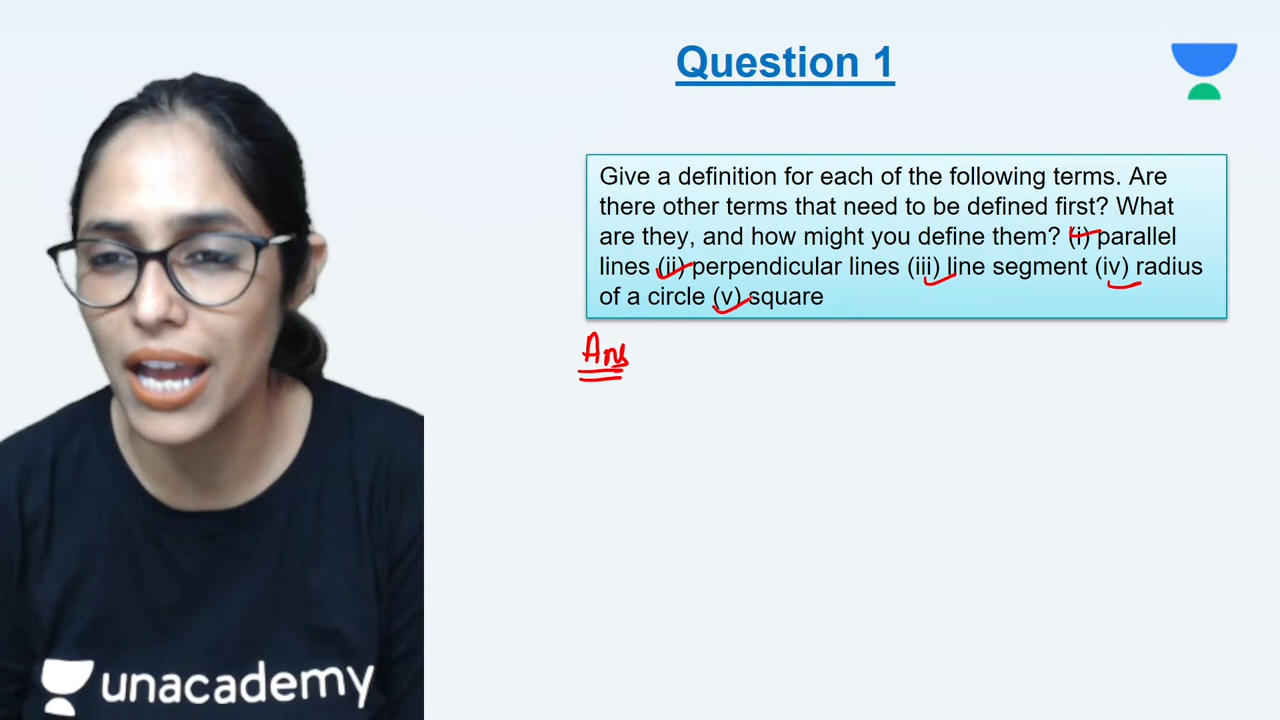 Question 1
Give a definition for each of the following terms. Are
there other terms that need to be defined first? What
are they, and how might you define them? (i) parallel
lines (ii) perpendicular lines (iii) line segment (iv) radius
of a circle (v) square
Ans
unacademy